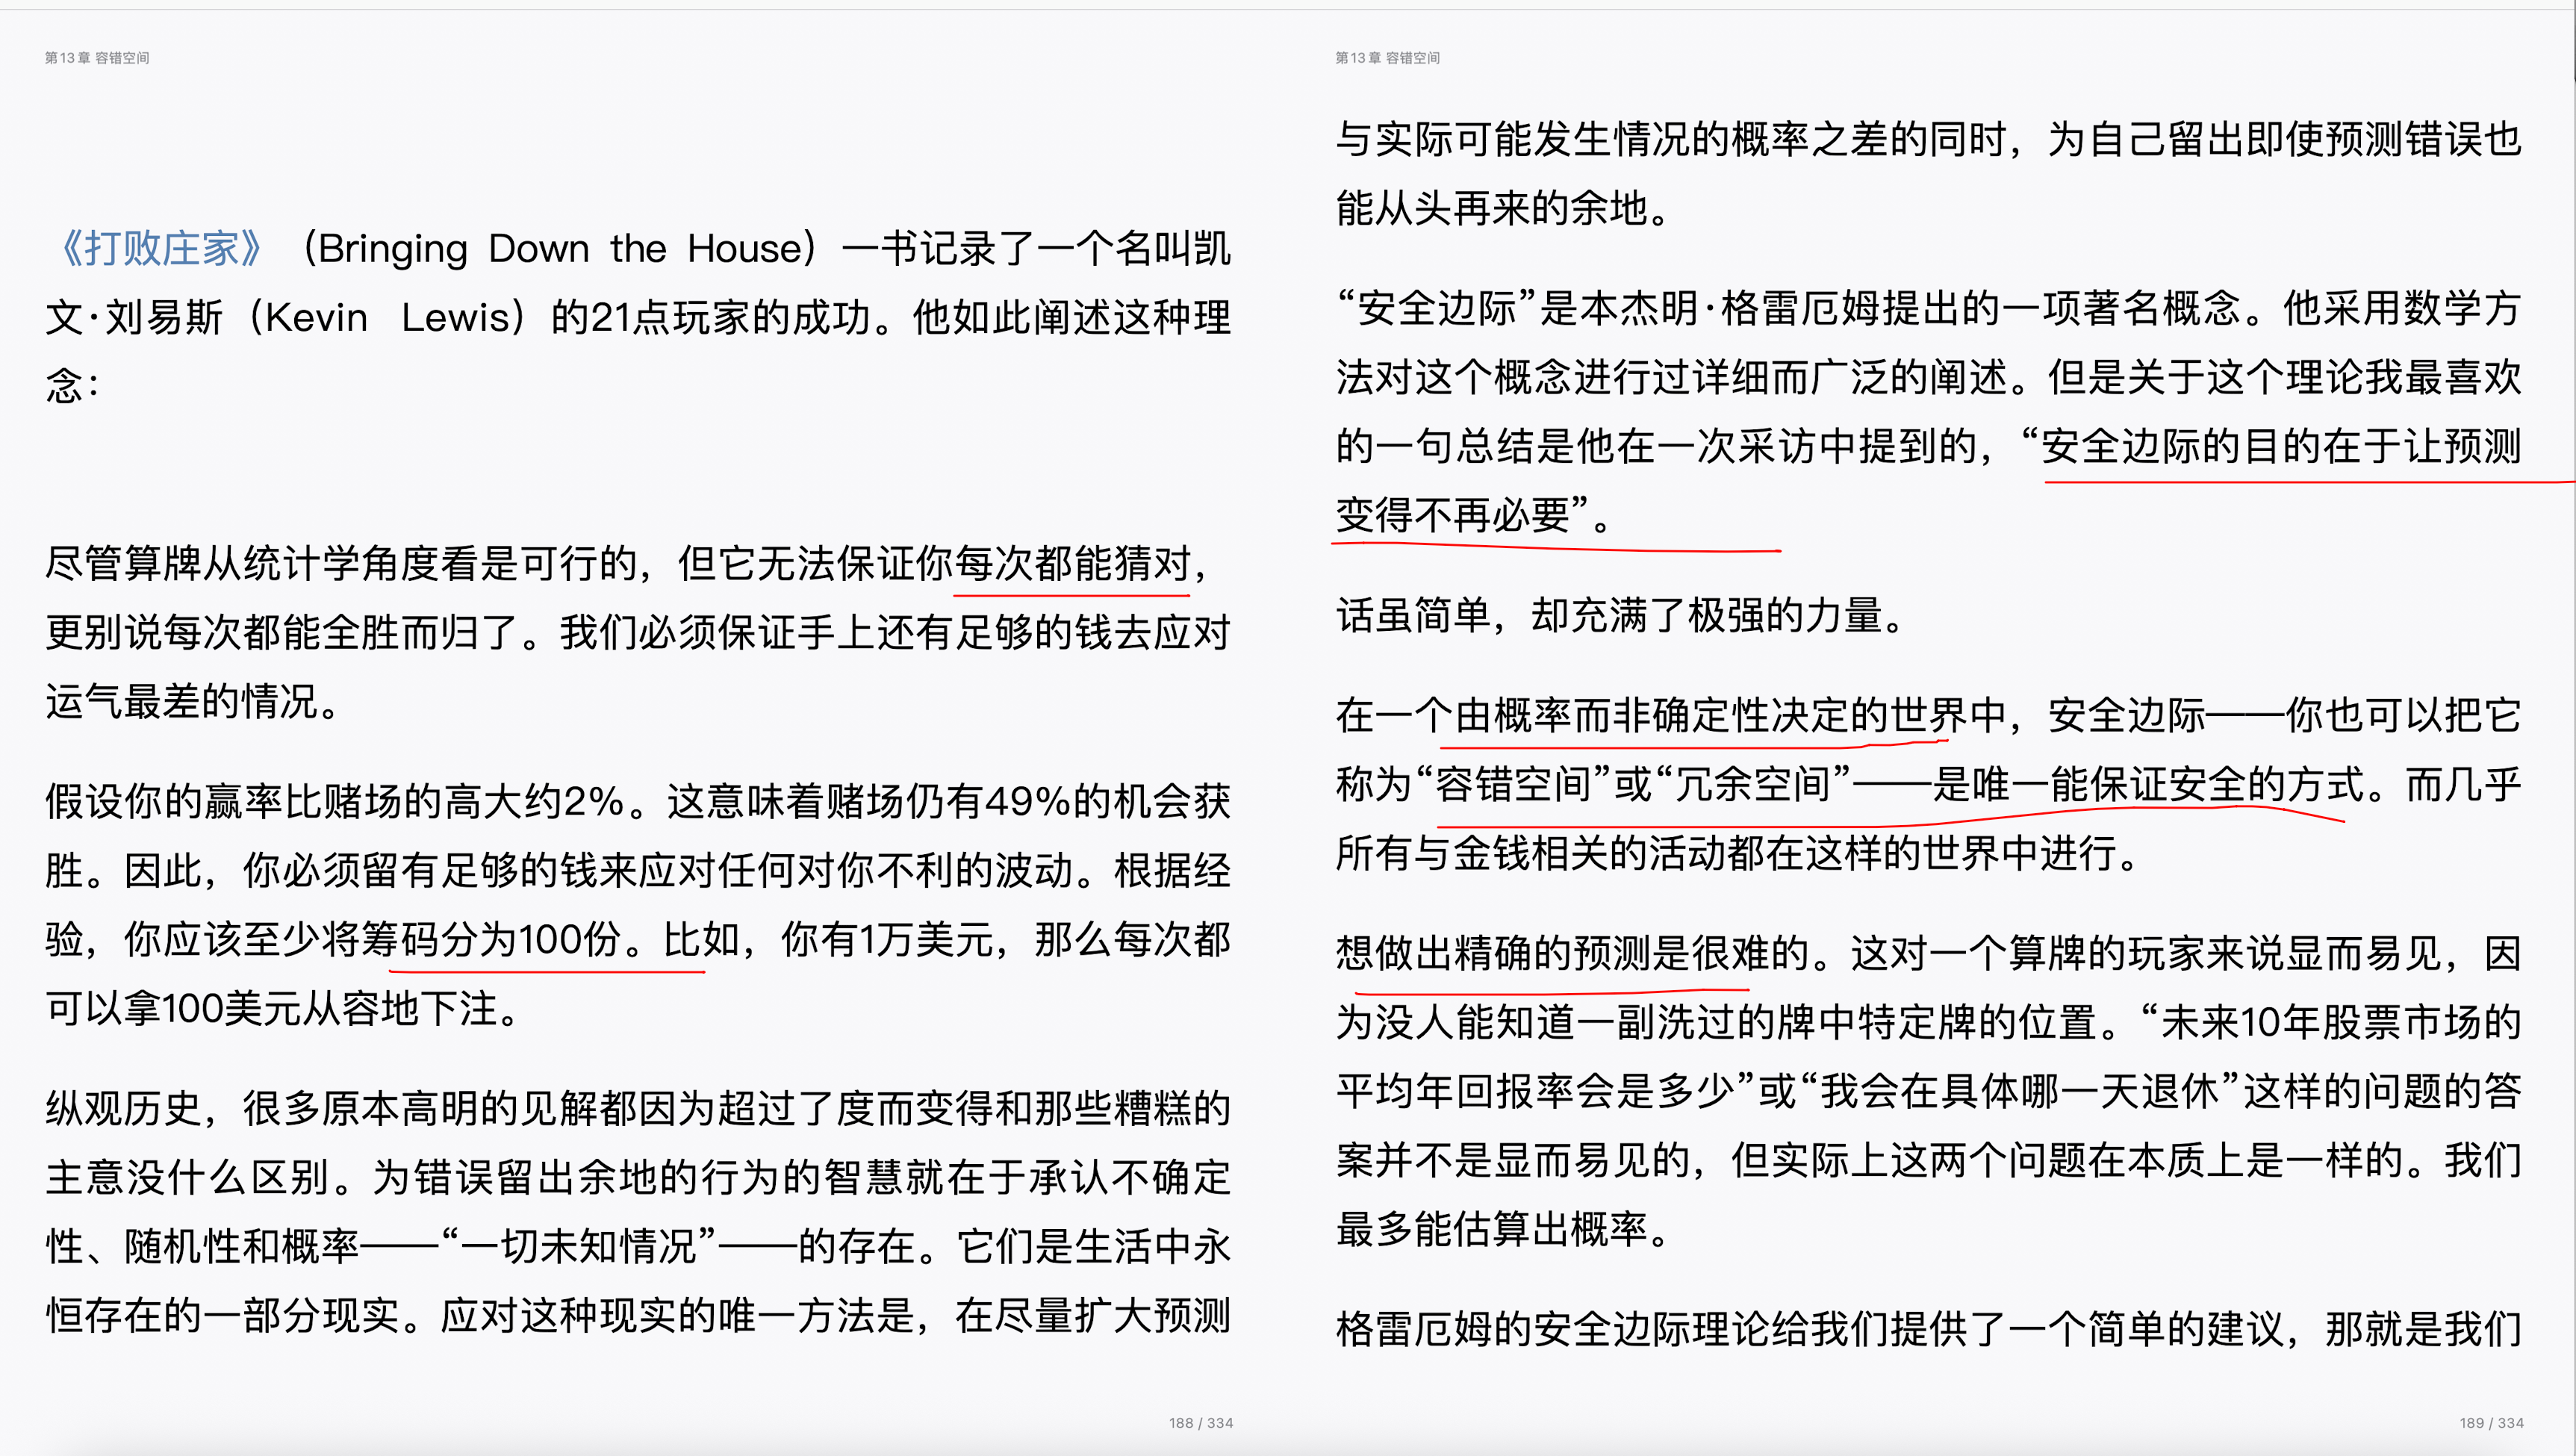 第13章 容错空间
《打败庄家》（Bringing Down the House）一书记录了一个名叫凯
文·刘易斯（Kevin Lewis）的21点玩家的成功。他如此阐述这种理
念：
尽管算牌从统计学角度看是可行的，但它无法保证你每次都能猜对，
更别说每次都能全胜而归了。我们必须保证手上还有足够的钱去应对
运气最差的情况。
假设你的赢率比赌场的高大约2%。这意味着赌场仍有49%的机会获
胜。因此，你必须留有足够的钱来应对任何对你不利的波动。根据经
验，你应该至少将筹码分为100份。比如，你有1万美元，那么每次都
可以拿100美元从容地下注。
纵观历史，很多原本高明的见解都因为超过了度而变得和那些糟糕的
主意没什么区别。为错误留出余地的行为的智慧就在于承认不确定
性、随机性和概率——“一切未知情况”——的存在。它们是生活中永
恒存在的一部分现实。应对这种现实的唯一方法是，在尽量扩大预测
188 / 334
第13章 容错空间
与实际可能发生情况的概率之差的同时，为自己留出即使预测错误也
能从头再来的余地。
“安全边际”是本杰明·格雷厄姆提出的一项著名概念。他采用数学方
法对这个概念进行过详细而广泛的阐述。但是关于这个理论我最喜欢
的一句总结是他在一次采访中提到的，“安全边际的目的在于让预测
变得不再必要”。
话虽简单，却充满了极强的力量。
在一个由概率而非确定性决定的世界中，安全边际——你也可以把它
称为“容错空间”或“冗余空间”——是唯一能保证安全的方式。而几乎
所有与金钱相关的活动都在这样的世界中进行。
想做出精确的预测是很难的。这对一个算牌的玩家来说显而易见，因
为没人能知道一副洗过的牌中特定牌的位置。“未来10年股票市场的
平均年回报率会是多少”或“我会在具体哪一天退休”这样的问题的答
案并不是显而易见的，但实际上这两个问题在本质上是一样的。我们
最多能估算出概率。
格雷厄姆的安全边际理论给我们提供了一个简单的建议，那就是我们
189 / 334